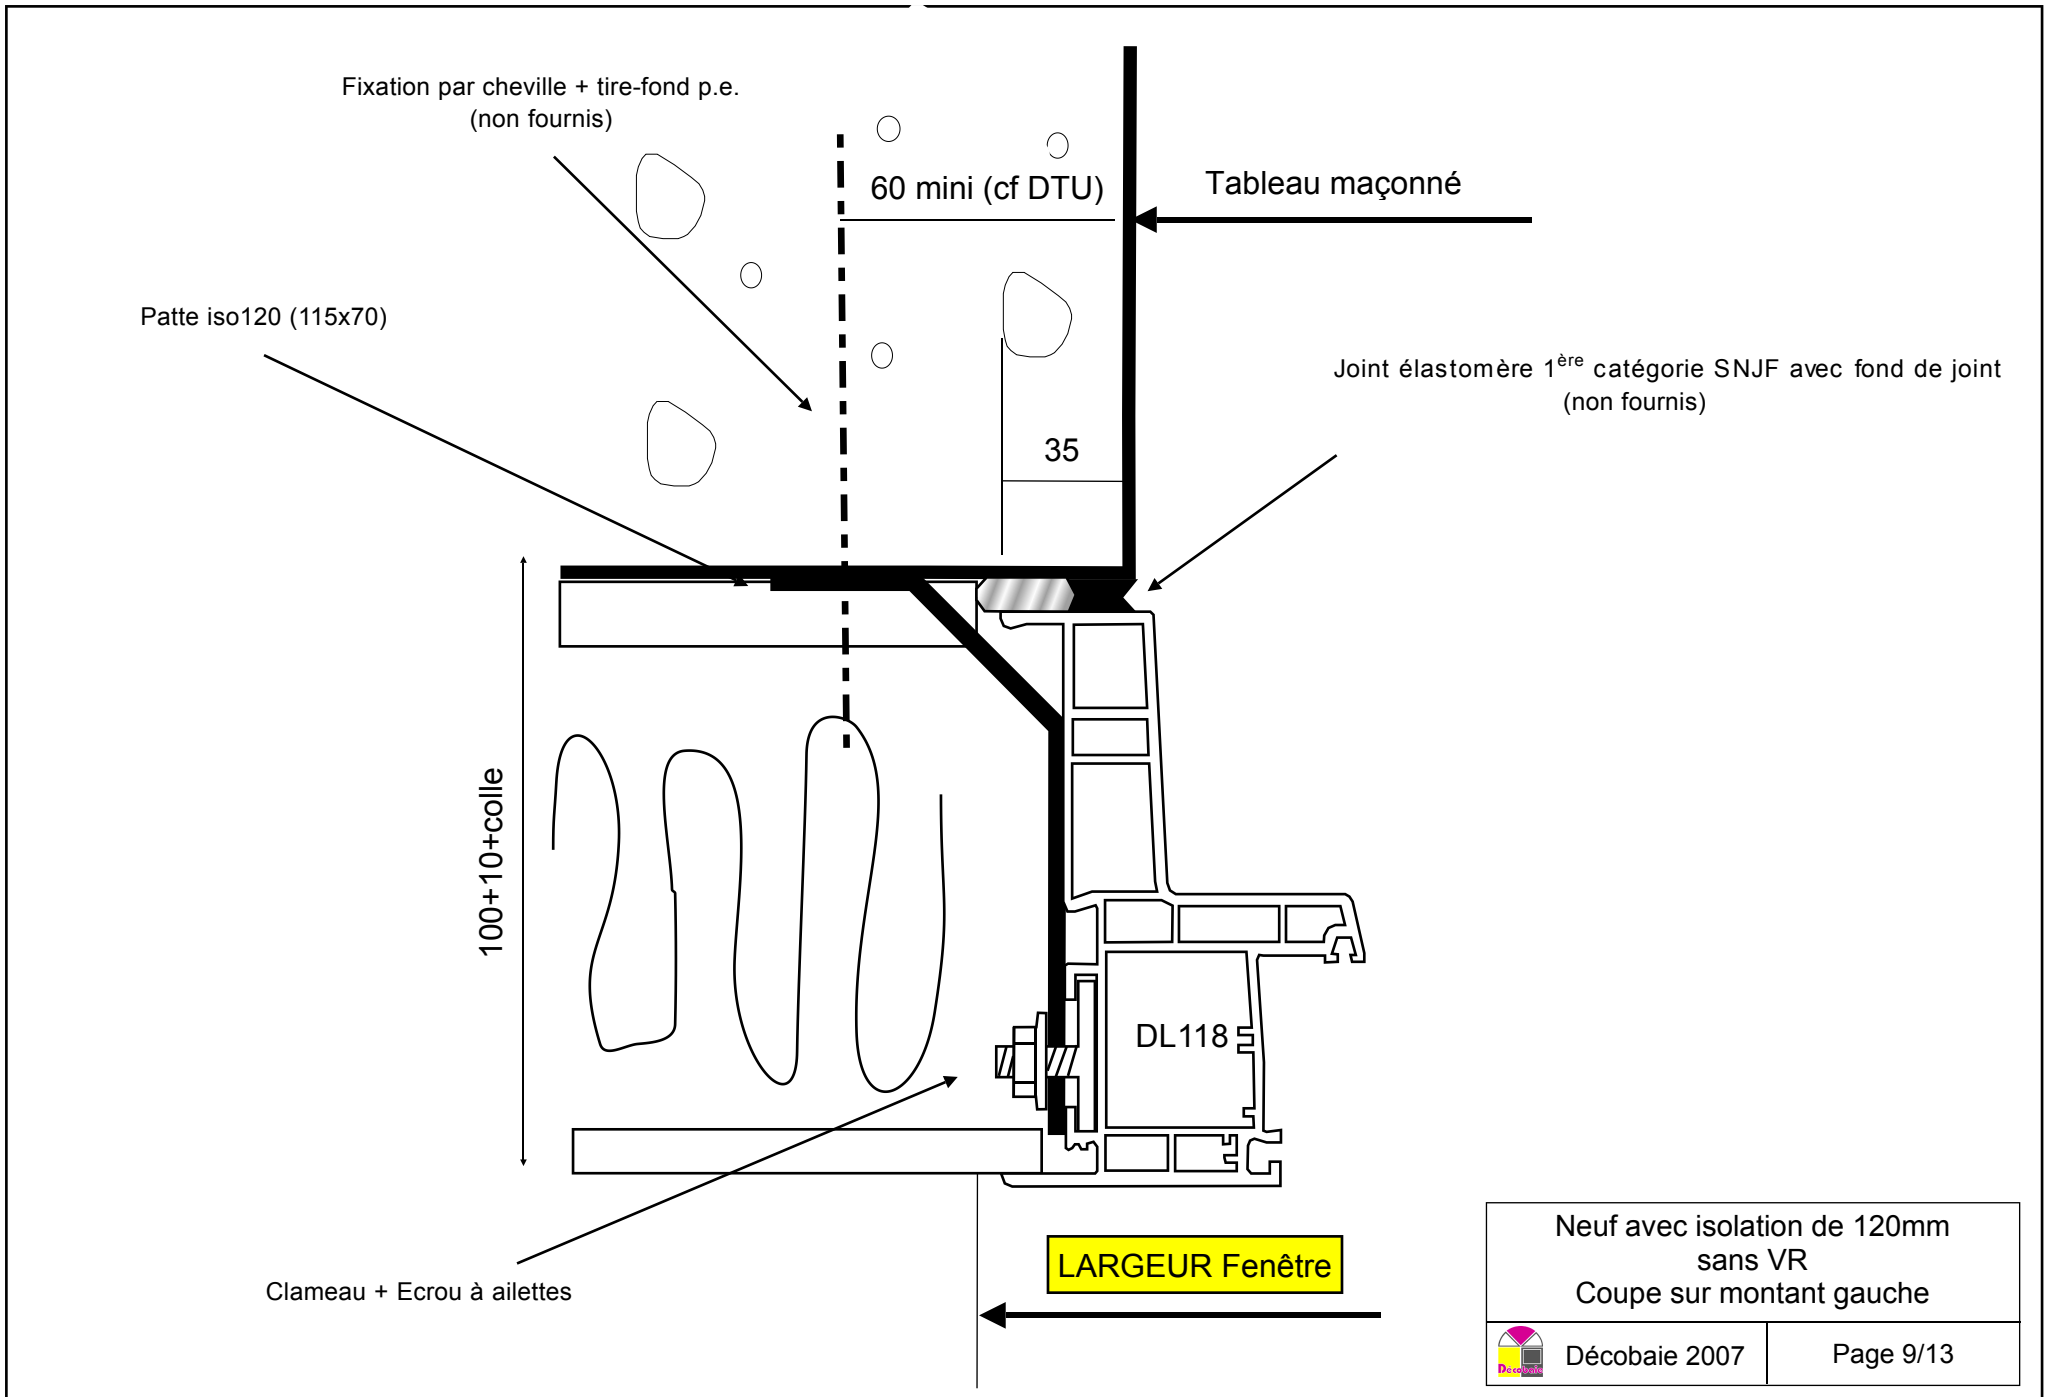 Fixation par cheville + tire-fond p.e.
(non fournis)
60 mini (cf DTU)
Tableau maçonné
Patte iso120 (115x70)
Joint élastomère 1ère catégorie SNJF avec fond de joint
(non fournis)
35
100+10+colle
DL118
LARGEUR Fenêtre
Clameau + Ecrou à ailettes
Neuf avec isolation de 120mm
sans VR
Coupe sur montant gauche
Décobaie
Décobaie 2007
Page 9/13